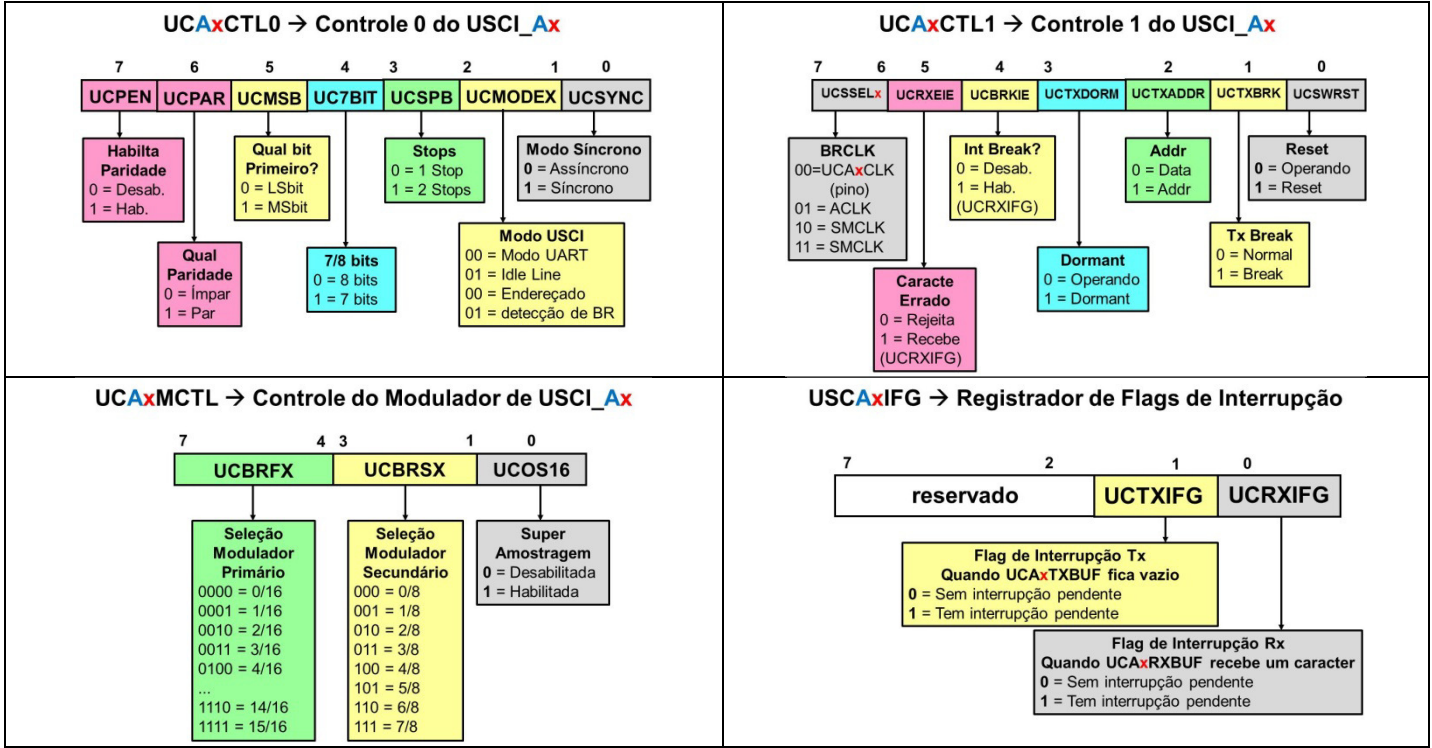 UCAxCTL0 → Controle 0 do USCI_Ax
7 6 5 4 3 2 1 0
UCPEN UCPAR UCMSB UC7BIT UCSPB UCMODEX UCSYNC
Habilta
Paridade
0 = Desab.
1 = Hab.
Qual bit
Primeiro?
0 = LSbit
1 = MSbit
Stops
0 = 1 Stop
1 = 2 Stops
Modo Síncrono
0 = Assíncrono
1 = Síncrono
Qual
Paridade
0 = Ímpar
1 = Par
7/8 bits
0 = 8 bits
1 = 7 bits
Modo USCI
00 = Modo UART
01 = Idle Line
00 = Endereçado
01 = detecção de BR
UCAxCTL1 → Controle 1 do USCI_Ax
7 6 5 4 3 2 1 0
UCSSELx UCRXEIE UCBRKIE UCTXDORM UCTXADDR UCTXBRK UCSWRST
BRCLK
00=UCAxCLK
(pino)
01 = ACLK
10 = SMCLK
11 = SMCLK
Int Break?
0 = Desab.
1 = Hab.
(UCRXIFG)
Addr
0 = Data
1 = Addr
Reset
0 = Operando
1 = Reset
Caracte
Errado
0 = Rejeita
1 = Recebe
(UCRXIFG)
Dormant
0 = Operando
1 = Dormant
Tx Break
0 = Normal
1 = Break
UCAxMCTL → Controle do Modulador de USCI_Ax
7 4 3 1 0
UCBRFX UCBRSX UCOS16
Seleção
Modulador
Primário
0000 = 0/16
0001 = 1/16
0010 = 2/16
0011 = 3/16
0100 = 4/16
...
1110 = 14/16
1111 = 15/16
Seleção
Modulador
Secundário
000 = 0/8
001 = 1/8
010 = 2/8
011 = 3/8
100 = 4/8
101 = 5/8
110 = 6/8
111 = 7/8
Super
Amostragem
0 = Desabilitada
1 = Habilitada
USCAxIFG → Registrador de Flags de Interrupção
7 2 1 0
reservado UCTXIFG UCRXIFG
Flag de Interrupção Tx
Quando UCAxTXBUF fica vazio
0 = Sem interrupção pendente
1 = Tem interrupção pendente
Flag de Interrupção Rx
Quando UCAxRXBUF recebe um caracter
0 = Sem interrupção pendente
1 = Tem interrupção pendente